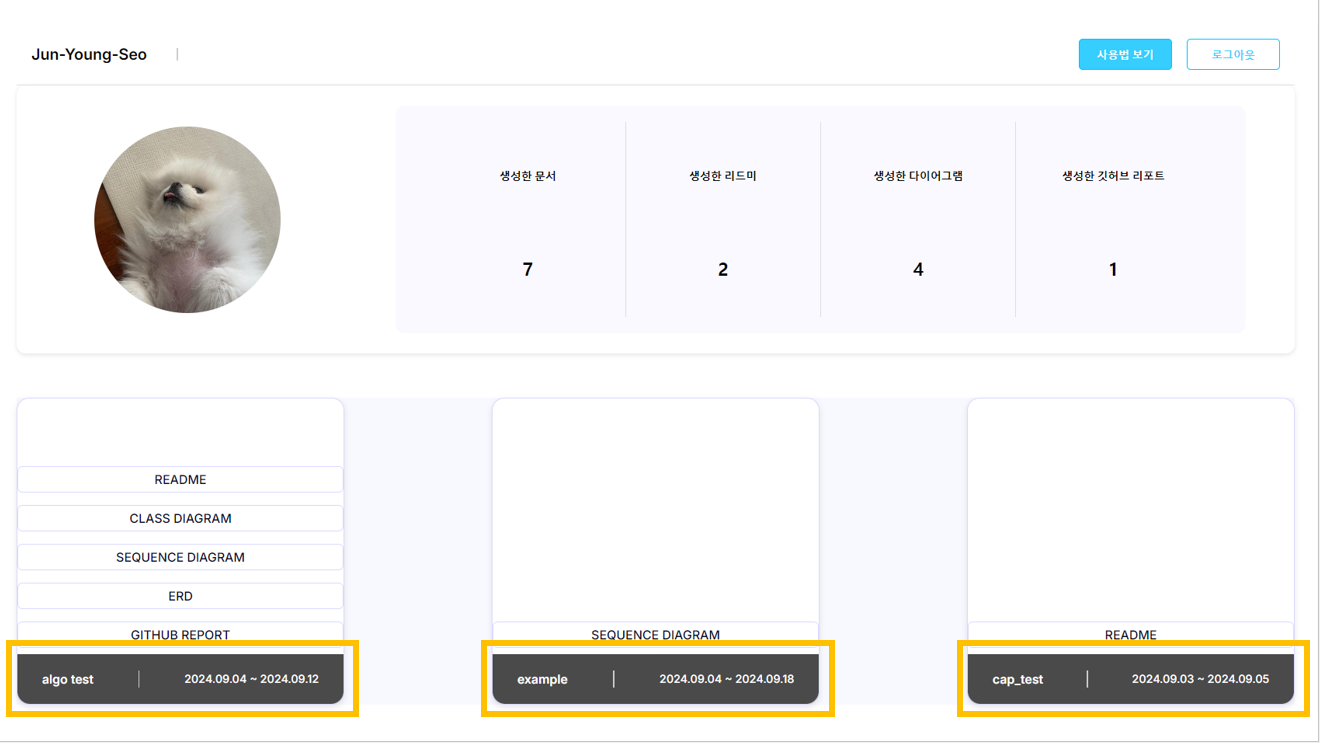 Jun-Young-Seo
사용법 보기
로그아웃
생성한 문서
생성한 리드미
생성한 다이어그램
생성한 깃허브 리포트
7
2
4
1
README
CLASS DIAGRAM
SEQUENCE DIAGRAM
ERD
GITHUB REPORT
algo test
2024.09.04 ~ 2024.09.12
SEQUENCE DIAGRAM
example
2024.09.04 ~ 2024.09.18
README
cap_test
2024.09.03 ~ 2024.09.05